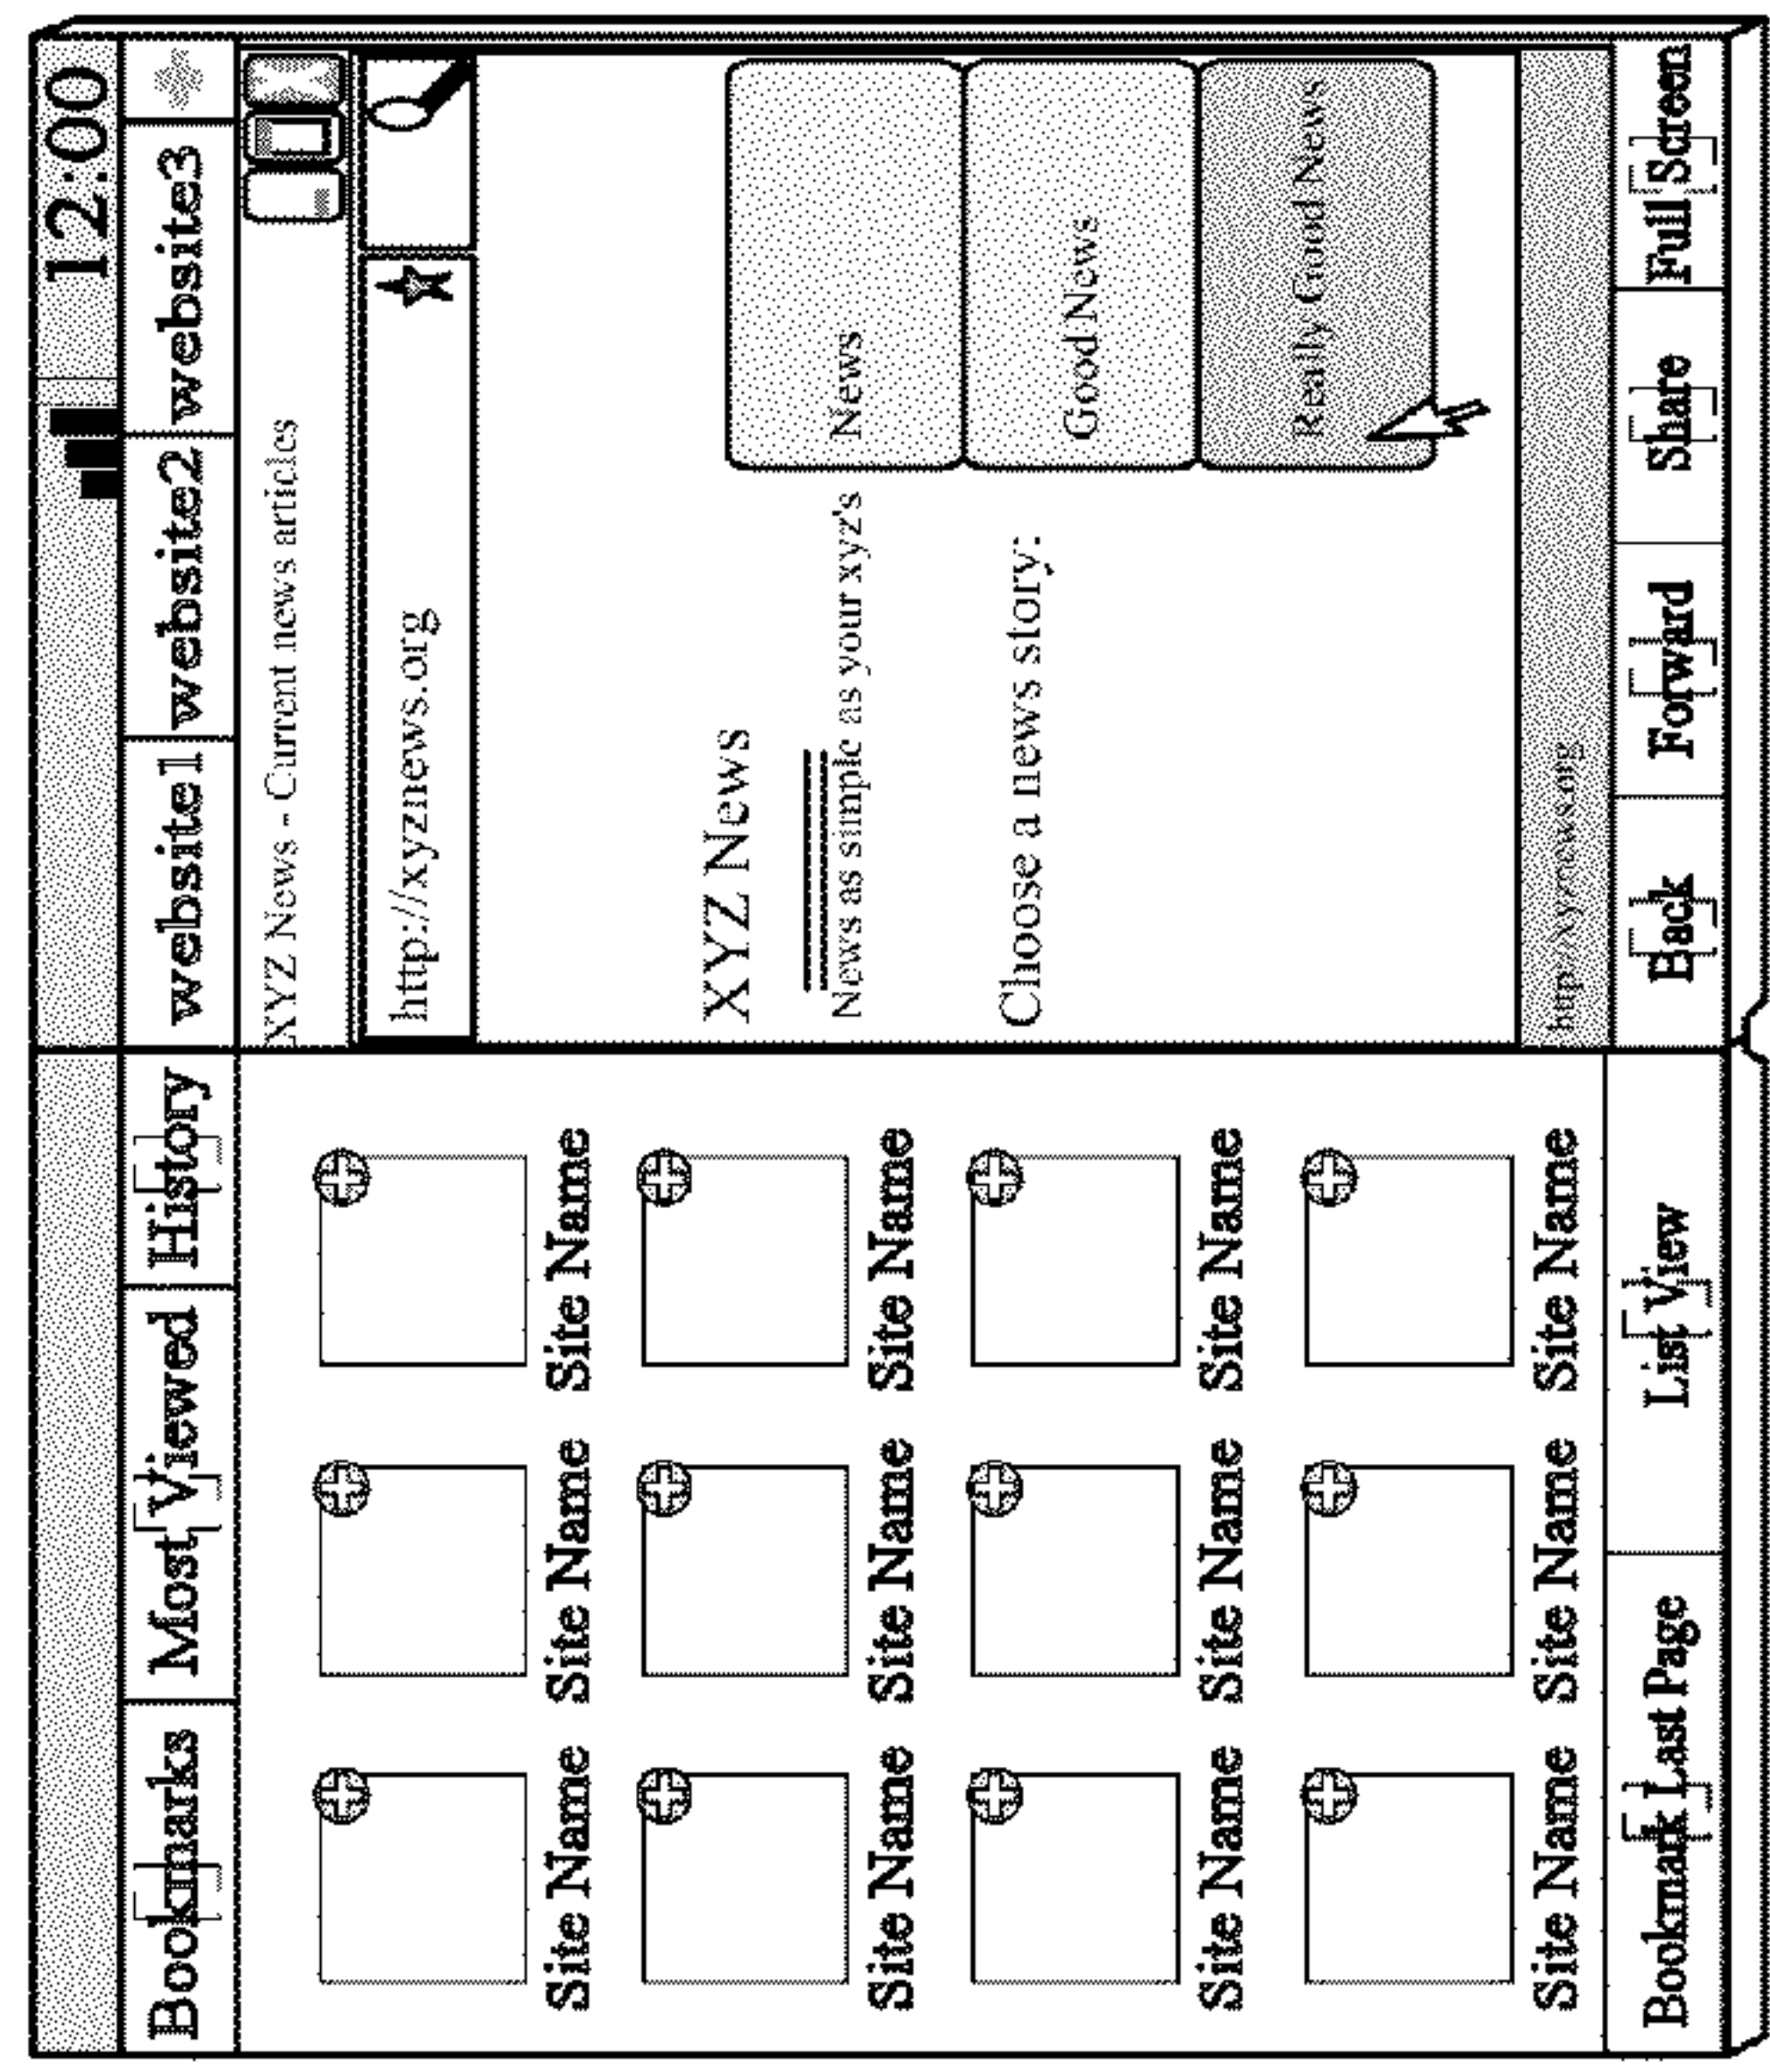 12:00
Bookmarks
Most Viewed
History
website1
website2
website3
XYZ News - Current news articles
http://xyznews.org
XYZ News
News as simple as your xyz's
Choose a news story:
News
Good News
Really Good News
Site Name Site Name Site Name
Site Name Site Name Site Name
Site Name Site Name Site Name
Site Name Site Name Site Name
http://xyznews.org
Bookmark Last Page
List View
Back
Forward
Share
Full Screen